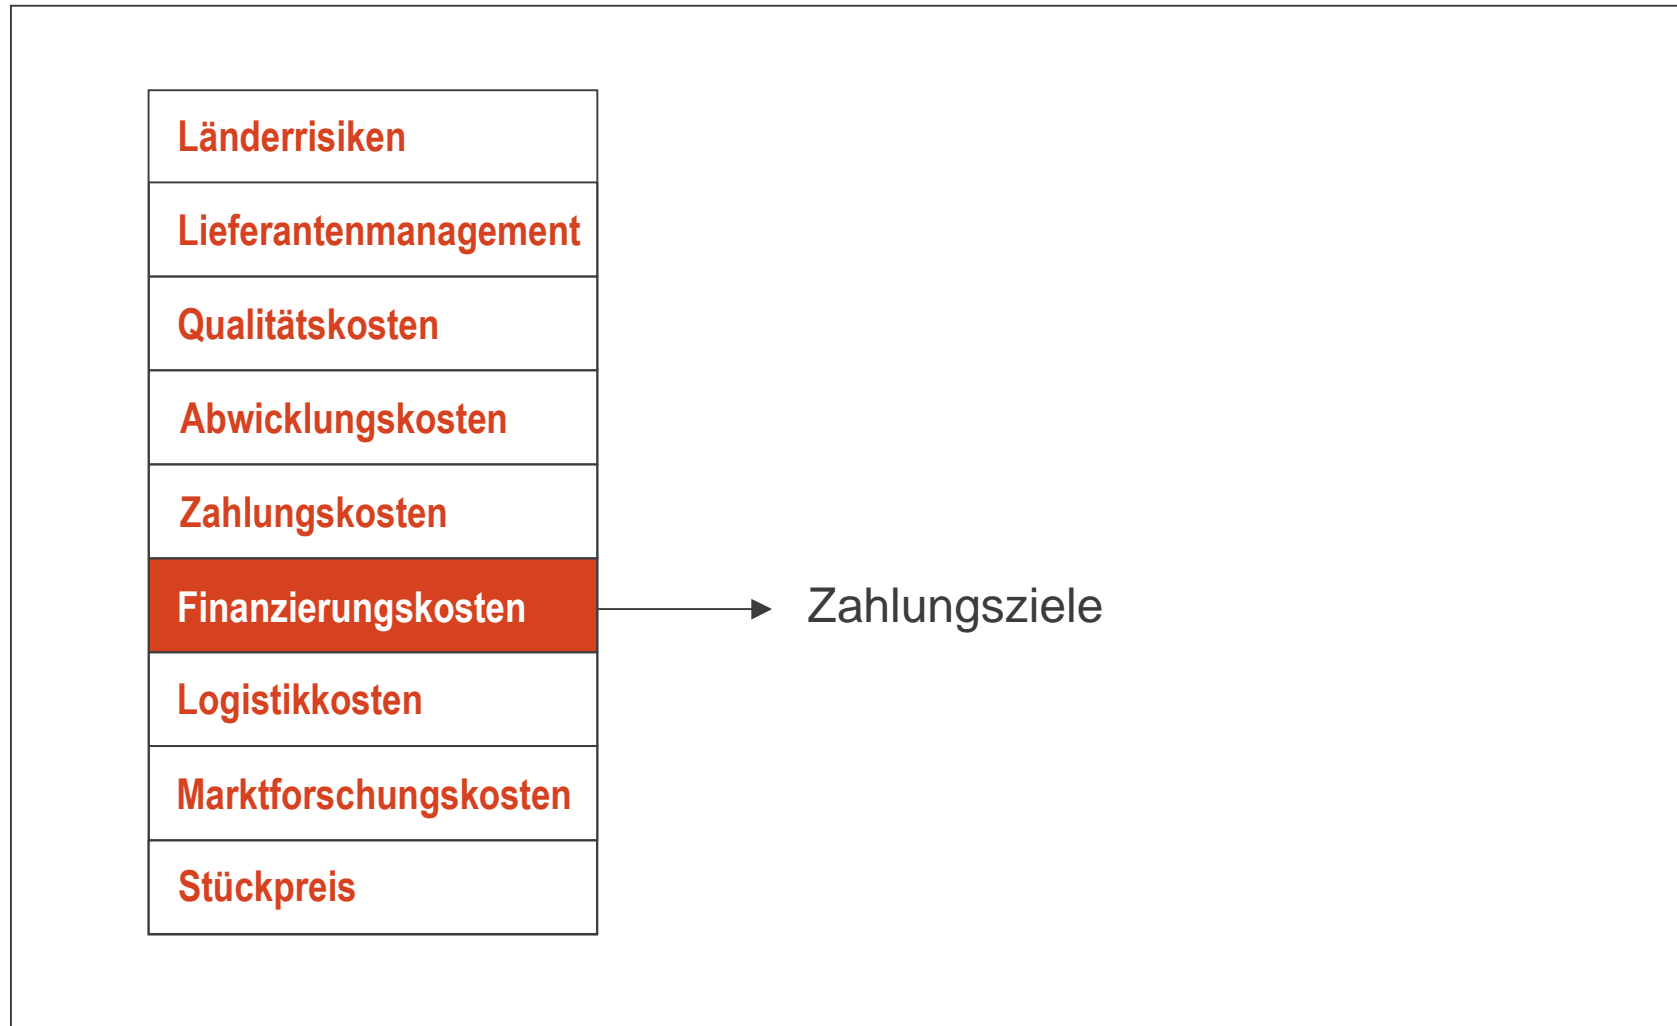 Länderrisiken
Lieferantenmanagement
Qualitätskosten
Abwicklungskosten
Zahlungskosten
Finanzierungskosten
Zahlungsziele
Logistikkosten
Marktforschungskosten
Stückpreis